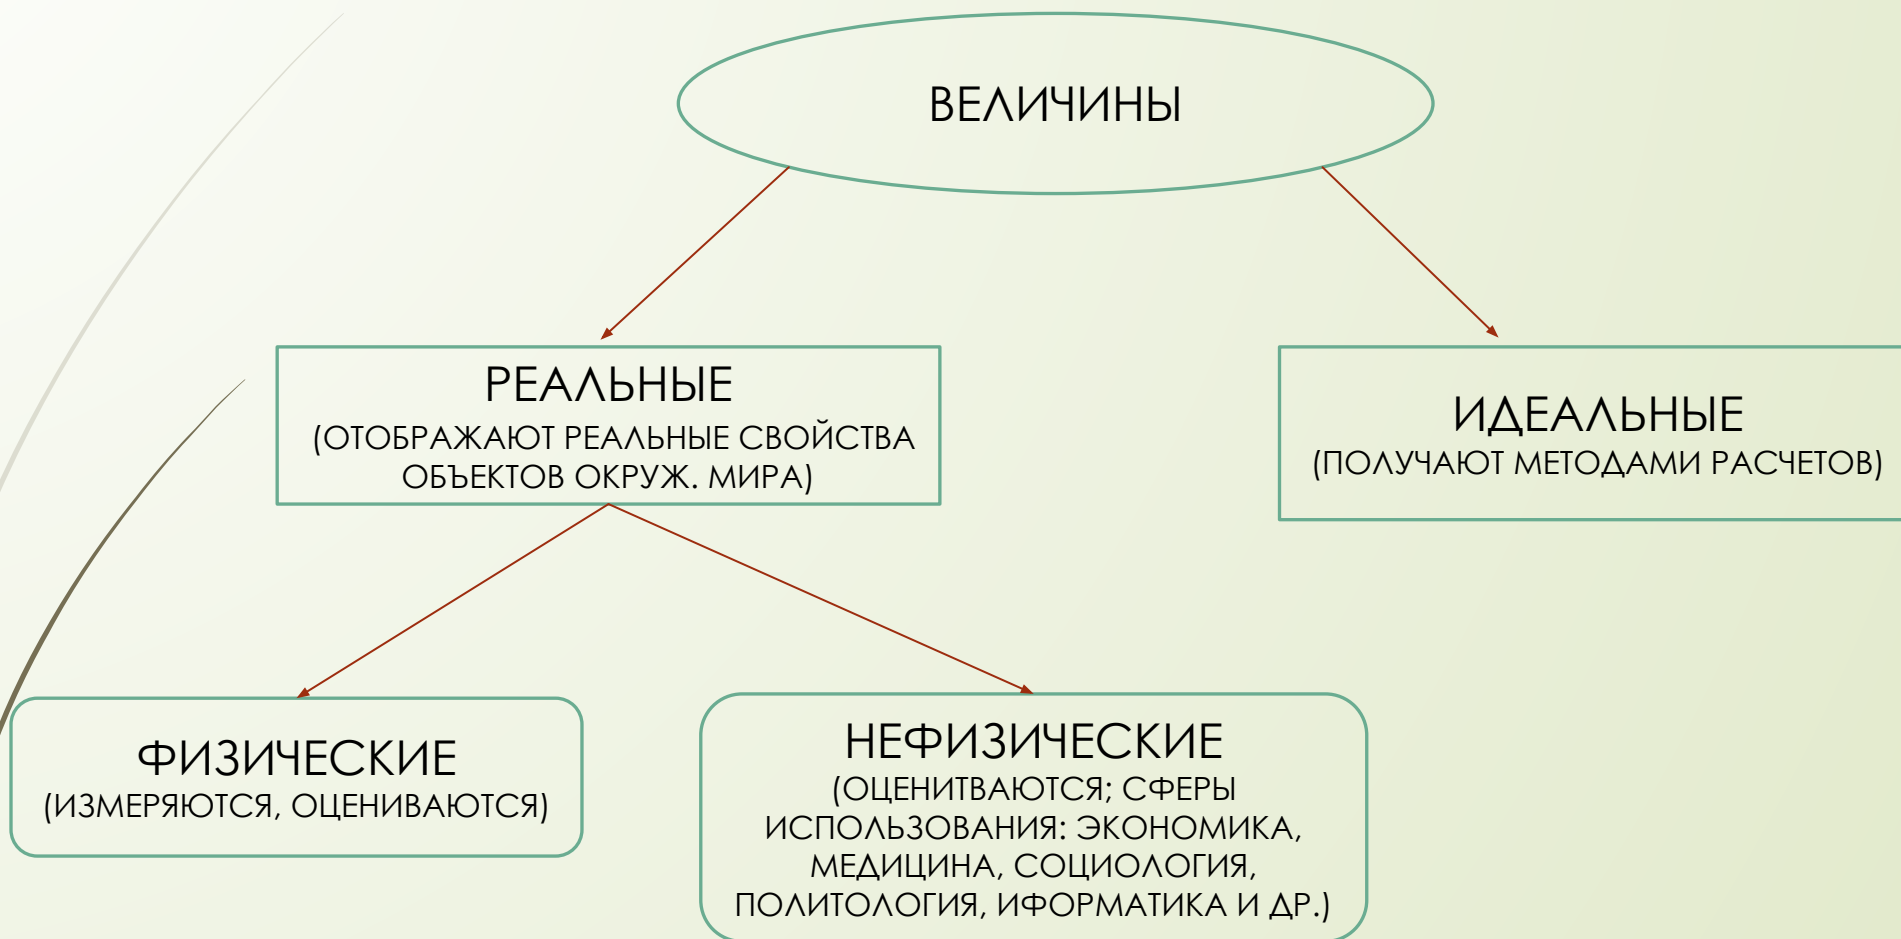 ВЕЛИЧИНЫ
РЕАЛЬНЫЕ
(ОТОБРАЖАЮТ РЕАЛЬНЫЕ СВОЙСТВА
ОБЪЕКТОВ ОКРУЖ. МИРА)
ИДЕАЛЬНЫЕ
(ПОЛУЧАЮТ МЕТОДАМИ РАСЧЕТОВ)
ФИЗИЧЕСКИЕ
(ИЗМЕРЯЮТСЯ, ОЦЕНИВАЮТСЯ)
НЕФИЗИЧЕСКИЕ
(ОЦЕНИТВАЮТСЯ; СФЕРЫ
ИСПОЛЬЗОВАНИЯ: ЭКОНОМИКА,
МЕДИЦИНА, СОЦИОЛОГИЯ,
ПОЛИТОЛОГИЯ, ИФОРМАТИКА И ДР.)